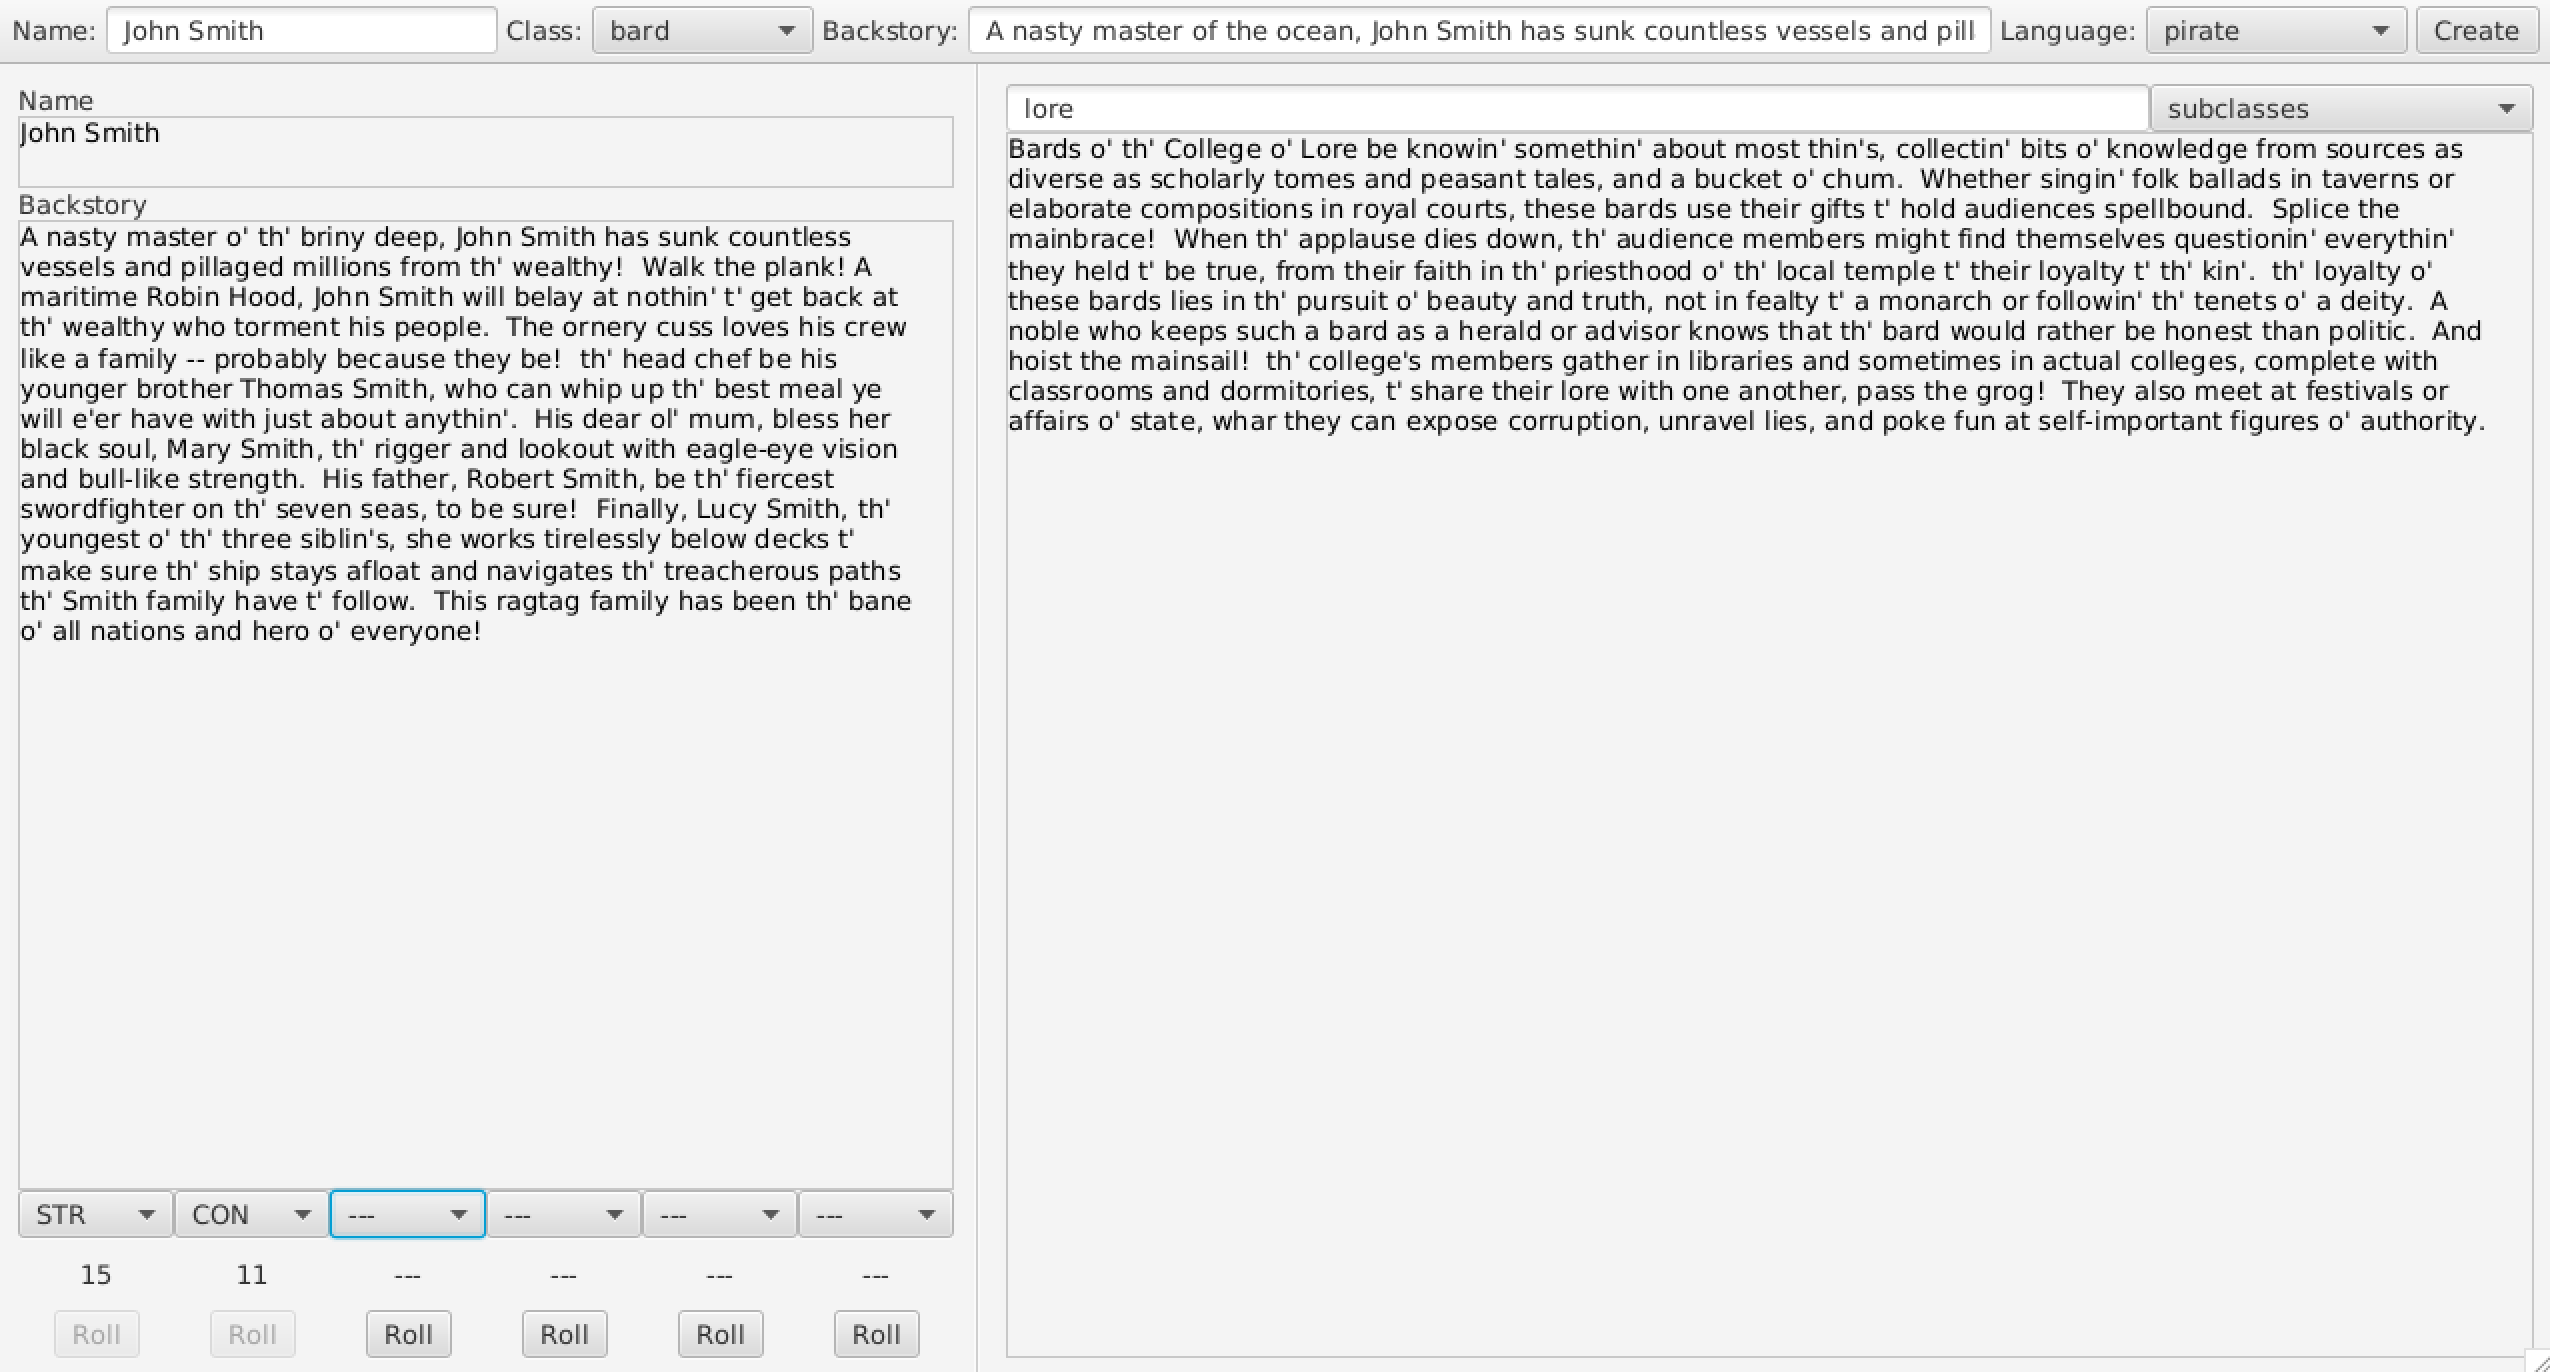 Name: John Smith Class: bard Backstory: A nasty master of the ocean, John Smith has sunk countless vessels and pill Language: pirate Create
Name
John Smith
Backstory
A nasty master o' th' briny deep, John Smith has sunk countless
vessels and pillaged millions from th' wealthy!  Walk the plank! A
maritime Robin Hood, John Smith will belay at nothin' t' get back at
th' wealthy who torment his people.  The ornery cuss loves his crew
like a family -- probably because they be!  th' head chef be his
younger brother Thomas Smith, who can whip up th' best meal ye
will e'er have with just about anythin'.  His dear ol' mum, bless her
black soul, Mary Smith, th' rigger and lookout with eagle-eye vision
and bull-like strength.  His father, Robert Smith, be th' fiercest
swordfighter on th' seven seas, to be sure!  Finally, Lucy Smith, th'
youngest o' th' three siblin's, she works tirelessly below decks t'
make sure th' ship stays afloat and navigates th' treacherous paths
th' Smith family have t' follow.  This ragtag family has been th' bane
o' all nations and hero o' everyone!
STR CON --- --- --- ---
15 11 --- --- --- ---
Roll Roll Roll Roll Roll Roll
lore subclasses
Bards o' th' College o' Lore be knowin' somethin' about most thin's, collectin' bits o' knowledge from sources as
diverse as scholarly tomes and peasant tales, and a bucket o' chum.  Whether singin' folk ballads in taverns or
elaborate compositions in royal courts, these bards use their gifts t' hold audiences spellbound.  Splice the
mainbrace!  When th' applause dies down, th' audience members might find themselves questionin' everythin'
they held t' be true, from their faith in th' priesthood o' th' local temple t' their loyalty t' th' kin'.  th' loyalty o'
these bards lies in th' pursuit o' beauty and truth, not in fealty t' a monarch or followin' th' tenets o' a deity.  A
noble who keeps such a bard as a herald or advisor knows that th' bard would rather be honest than politic.  And
hoist the mainsail!  th' college's members gather in libraries and sometimes in actual colleges, complete with
classrooms and dormitories, t' share their lore with one another, pass the grog!  They also meet at festivals or
affairs o' state, whar they can expose corruption, unravel lies, and poke fun at self-important figures o' authority.